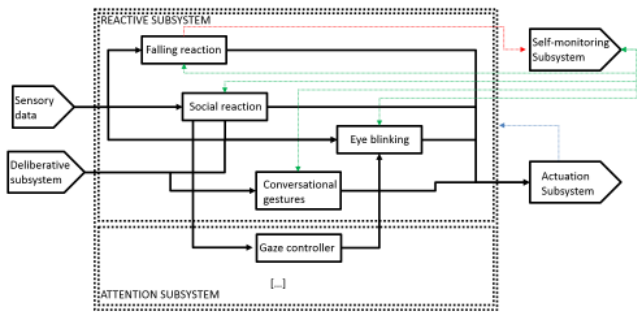 REACTIVE SUBSYSTEM
Falling reaction
Self-monitoring
Subsystem
Sensory
data
Social reaction
Eye blinking
Deliberative
subsystem
Conversational
gestures
Actuation
Subsystem
Gaze controller
[...]
ATTENTION SUBSYSTEM